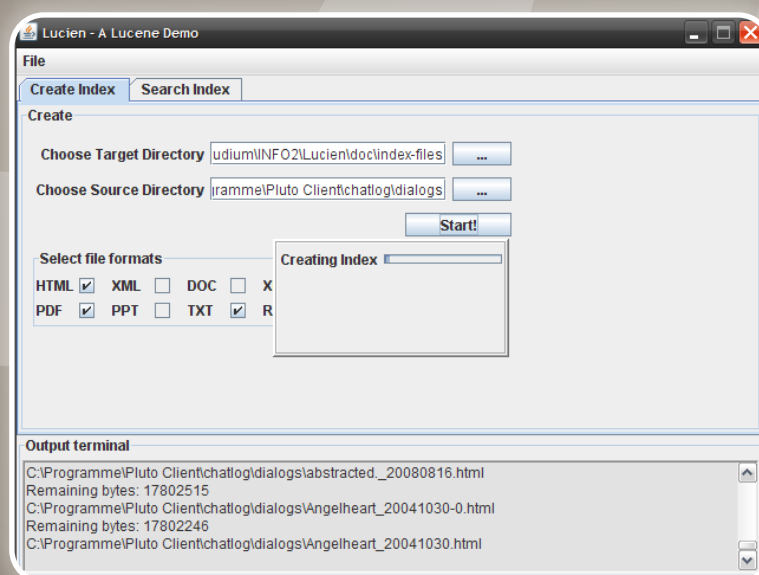 Lucien - A Lucene Demo
File
Create Index Search Index
Create
Choose Target Directory udium\INFO2\Lucien\doc\index-files ...
Choose Source Directory ramme\Pluto Client\chatlog\dialogs ...
Start!
Select file formats
Creating Index
HTML XML DOC X
PDF PPT TXT R
Output terminal
C:\Programme\Pluto Client\chatlog\dialogs\abstracted._20080816.html
Remaining bytes: 17802515
C:\Programme\Pluto Client\chatlog\dialogs\Angelheart_20041030-0.html
Remaining bytes: 17802246
C:\Programme\Pluto Client\chatlog\dialogs\Angelheart_20041030.html